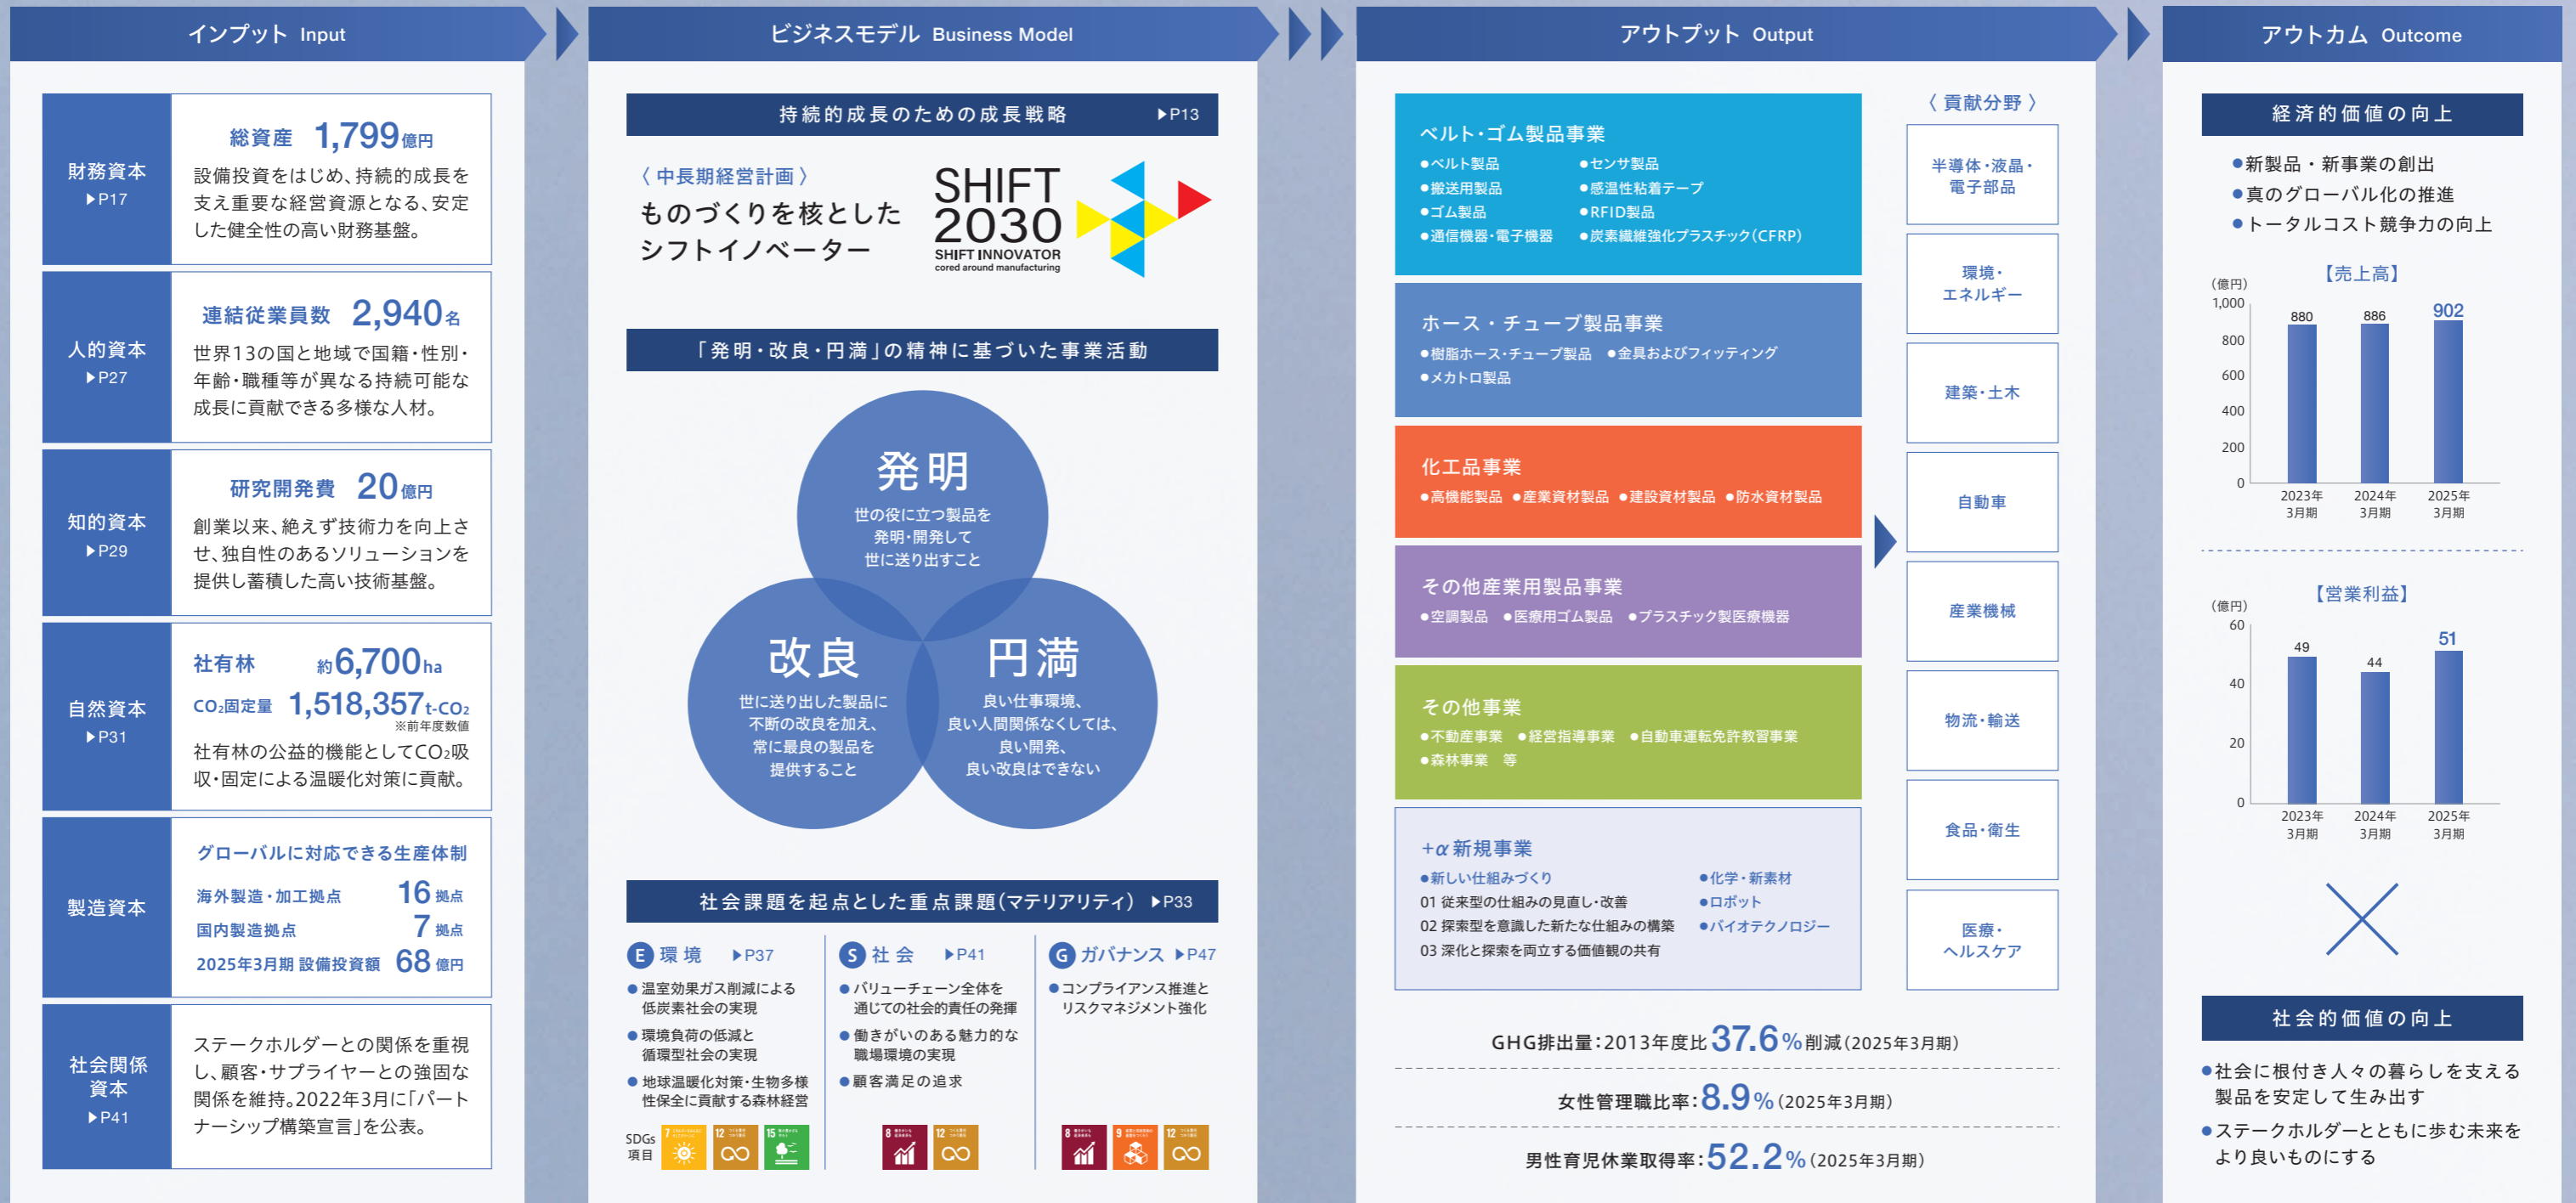 インプット Input
財務資本
▶P17
総資産 1,799億円
設備投資をはじめ、持続的成長を
支え重要な経営資源となる、安定
した健全性の高い財務基盤。
人的資本
▶P27
連結従業員数 2,940名
世界13の国と地域で国籍・性別・
年齢・職種等が異なる持続可能な
成長に貢献できる多様な人材。
知的資本
▶P29
研究開発費 20億円
創業以来、絶えず技術力を向上さ
せ、独自性のあるソリューションを
提供し蓄積した高い技術基盤。
自然資本
▶P31
社有林 約6,700ha
CO₂固定量 1,518,357t-CO₂
※前年度数値
社有林の公益的機能としてCO₂吸
収・固定による温暖化対策に貢献。
製造資本
グローバルに対応できる生産体制
海外製造・加工拠点 16拠点
国内製造拠点 7拠点
2025年3月期 設備投資額 68億円
社会関係
資本
▶P41
ステークホルダーとの関係を重視
し、顧客・サプライヤーとの強固な
関係を維持。2022年3月に「パート
ナーシップ構築宣言」を公表。
ビジネスモデル Business Model
持続的成長のための成長戦略 ▶P13
〈 中長期経営計画 〉
ものづくりを核とした
シフトイノベーター
SHIFT
2030
SHIFT INNOVATOR
cored around manufacturing
「発明・改良・円満」の精神に基づいた事業活動
発明
世の役に立つ製品を
発明・開発して
世に送り出すこと
改良
世に送り出した製品に
不断の改良を加え、
常に最良の製品を
提供すること
円満
良い仕事環境、
良い人間関係なくしては、
良い開発、
良い改良はできない
社会課題を起点とした重点課題(マテリアリティ) ▶P33
E 環境 ▶P37
●温室効果ガス削減による
低炭素社会の実現
●環境負荷の低減と
循環型社会の実現
●地球温暖化対策・生物多様
性保全に貢献する森林経営
S 社会 ▶P41
●バリューチェーン全体を
通じての社会的責任の発揮
●働きがいのある魅力的な
職場環境の実現
●顧客満足の追求
G ガバナンス ▶P47
●コンプライアンス推進と
リスクマネジメント強化
SDGs
項目
7 12 15
8 12
8 9 12
アウトプット Output
ベルト・ゴム製品事業
●ベルト製品 ●センサ製品
●搬送用製品 ●感温性粘着テープ
●ゴム製品 ●RFID製品
●通信機器・電子機器 ●炭素繊維強化プラスチック(CFRP)
ホース・チューブ製品事業
●樹脂ホース・チューブ製品 ●金具およびフィッティング
●メカトロ製品
化工品事業
●高機能製品 ●産業資材製品 ●建設資材製品 ●防水資材製品
その他産業用製品事業
●空調製品 ●医療用ゴム製品 ●プラスチック製医療機器
その他事業
●不動産事業 ●経営指導事業 ●自動車運転免許教習事業
●森林事業 等
+α 新規事業
●新しい仕組みづくり
01 従来型の仕組みの見直し・改善
02 探索型を意識した新たな仕組みの構築
03 深化と探索を両立する価値観の共有
●化学・新素材
●ロボット
●バイオテクノロジー
〈 貢献分野 〉
半導体・液晶・
電子部品
環境・
エネルギー
建築・土木
自動車
産業機械
物流・輸送
食品・衛生
医療・
ヘルスケア
GHG排出量:2013年度比 37.6%削減(2025年3月期)
女性管理職比率:8.9%(2025年3月期)
男性育児休業取得率:52.2%(2025年3月期)
アウトカム Outcome
経済的価値の向上
●新製品・新事業の創出
●真のグローバル化の推進
●トータルコスト競争力の向上
【売上高】
(億円)
1,000
800
600
400
200
0
880 886 902
2023年 2024年 2025年
3月期 3月期 3月期
【営業利益】
(億円)
60
40
20
0
49 44 51
2023年 2024年 2025年
3月期 3月期 3月期
社会的価値の向上
●社会に根付き人々の暮らしを支える
製品を安定して生み出す
●ステークホルダーとともに歩む未来を
より良いものにする